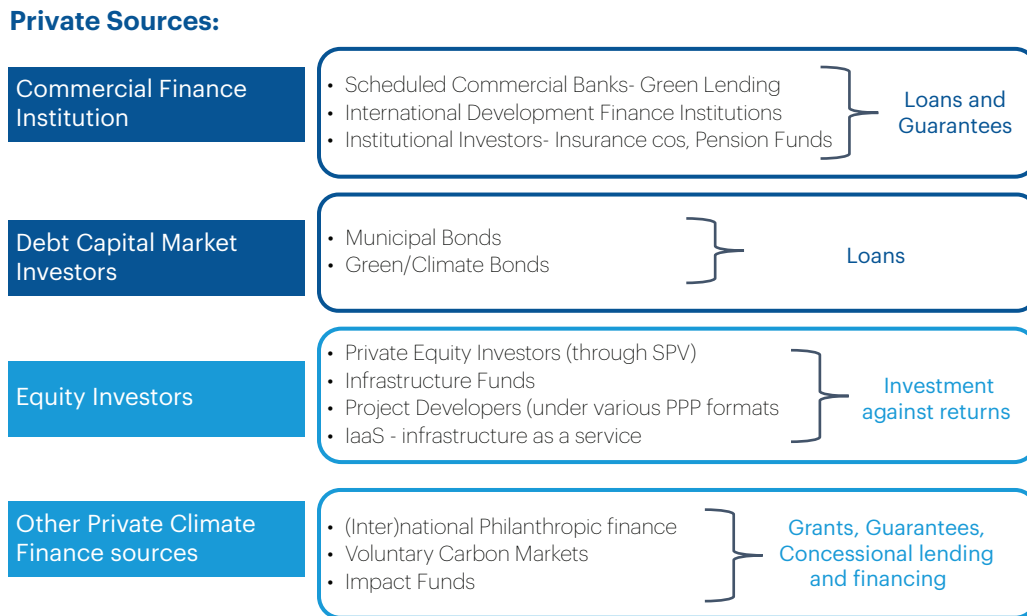 Private Sources:
Commercial Finance
Institution
• Scheduled Commercial Banks- Green Lending
• International Development Finance Institutions
• Institutional Investors- Insurance cos, Pension Funds
Loans and
Guarantees
Debt Capital Market
Investors
• Municipal Bonds
• Green/Climate Bonds
Loans
Equity Investors
• Private Equity Investors (through SPV)
• Infrastructure Funds
• Project Developers (under various PPP formats
• IaaS - infrastructure as a service
Investment
against returns
Other Private Climate
Finance sources
• (Inter)national Philanthropic finance
• Voluntary Carbon Markets
• Impact Funds
Grants, Guarantees,
Concessional lending
and financing